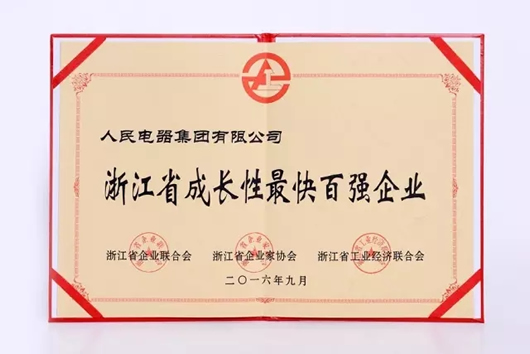 人民电器集团有限公司
浙江省成长性最快百强企业
浙江省企业联合会 浙江省企业家协会 浙江省工业经济联合会
二〇一六年九月